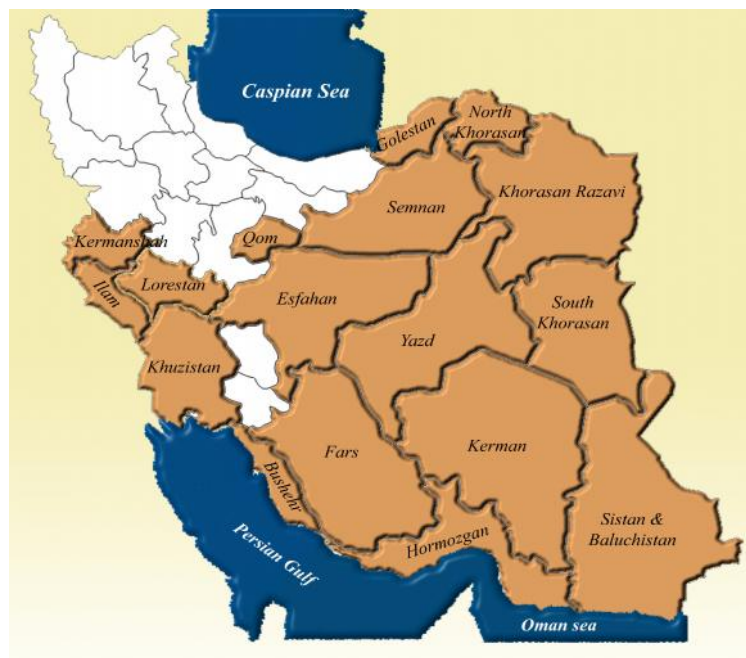 Caspian Sea
Golestan
North
Khorasan
Khorasan Razavi
Semnan
Qom
Kermanshah
Lorestan
Ilam
Esfahan
South
Khorasan
Yazd
Khuzistan
Fars
Kerman
Bushehr
Sistan &
Baluchistan
Hormozgan
Persian Gulf
Oman sea